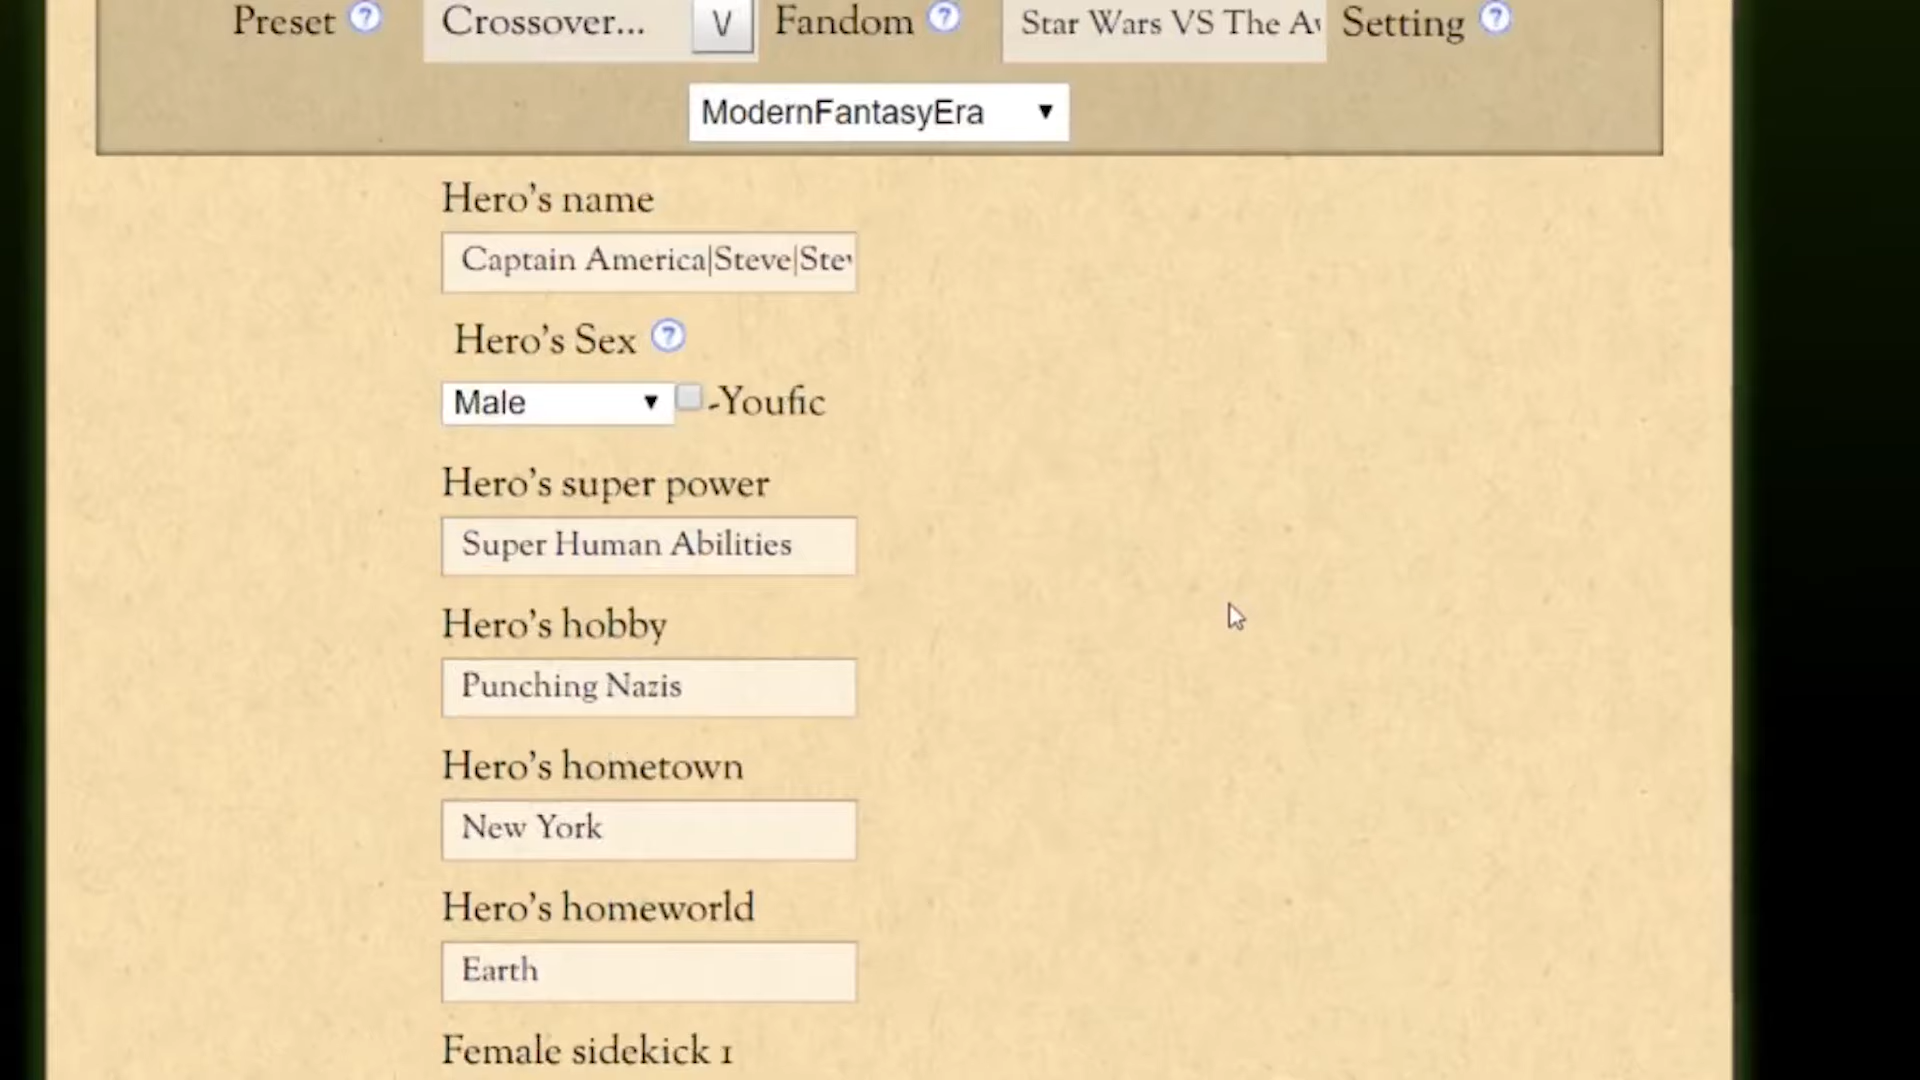 Preset ? Crossover... V Fandom ? Star Wars VS The Av Setting ?
ModernFantasyEra ▼
Hero's name
Captain America|Steve|Stev
Hero's Sex ?
Male ▼ -Youfic
Hero's super power
Super Human Abilities
Hero's hobby
Punching Nazis
Hero's hometown
New York
Hero's homeworld
Earth
Female sidekick 1